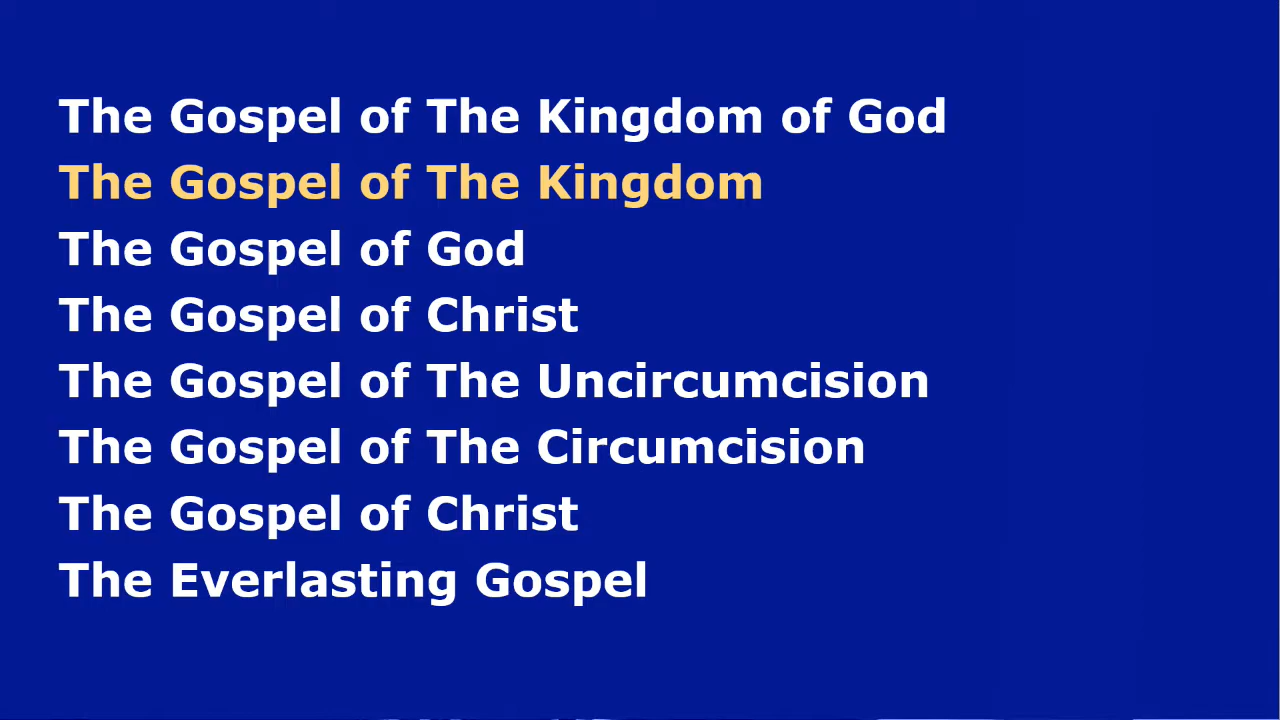 The Gospel of The Kingdom of God
The Gospel of The Kingdom
The Gospel of God
The Gospel of Christ
The Gospel of The Uncircumcision
The Gospel of The Circumcision
The Gospel of Christ
The Everlasting Gospel